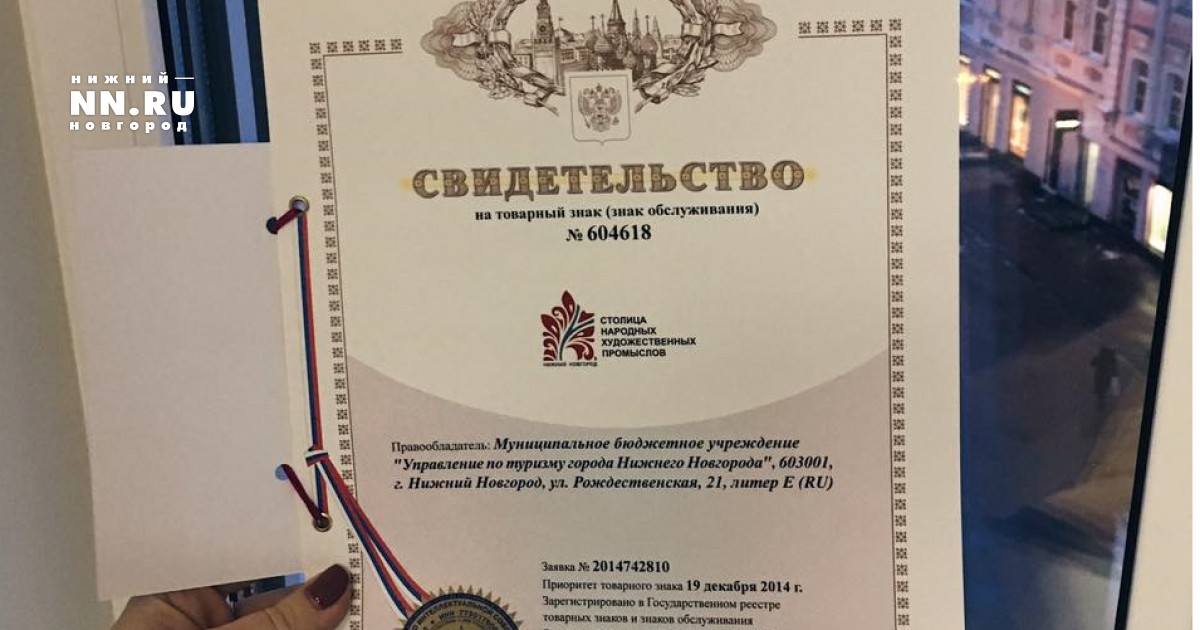 нижний
NN.RU
новгород
СВИДЕТЕЛЬСТВО
на товарный знак (знак обслуживания)
№ 604618
СТОЛИЦА
НАРОДНЫХ
ХУДОЖЕСТВЕННЫХ
ПРОМЫСЛОВ
НИЖНИЙ НОВГОРОД
Правообладатель: Муниципальное бюджетное учреждение
"Управление по туризму города Нижнего Новгорода", 603001,
г. Нижний Новгород, ул. Рождественская, 21, литер Е (RU)
Заявка № 2014742810
Приоритет товарного знака 19 декабря 2014 г.
Зарегистрировано в Государственном реестре
товарных знаков и знаков обслуживания
ИНТЕЛЛЕКТУАЛЬНОЙ